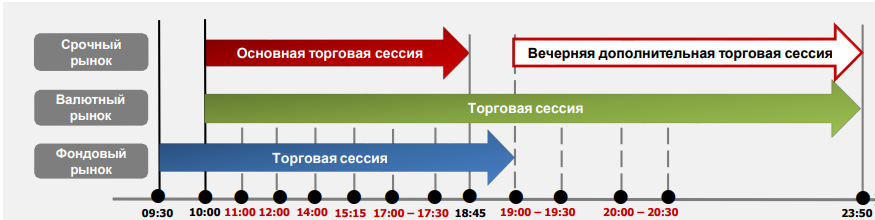 Срочный
рынок
Основная торговая сессия
Вечерняя дополнительная торговая сессия
Валютный
рынок
Торговая сессия
Фондовый
рынок
Торговая сессия
09:30 10:00 11:00 12:00 14:00 15:15 17:00 – 17:30 18:45 19:00 – 19:30 20:00 – 20:30 23:50